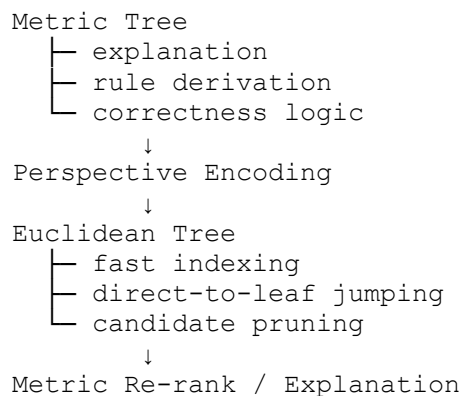 Metric Tree
├─ explanation
├─ rule derivation
└─ correctness logic
↓
Perspective Encoding
↓
Euclidean Tree
├─ fast indexing
├─ direct-to-leaf jumping
└─ candidate pruning
↓
Metric Re-rank / Explanation